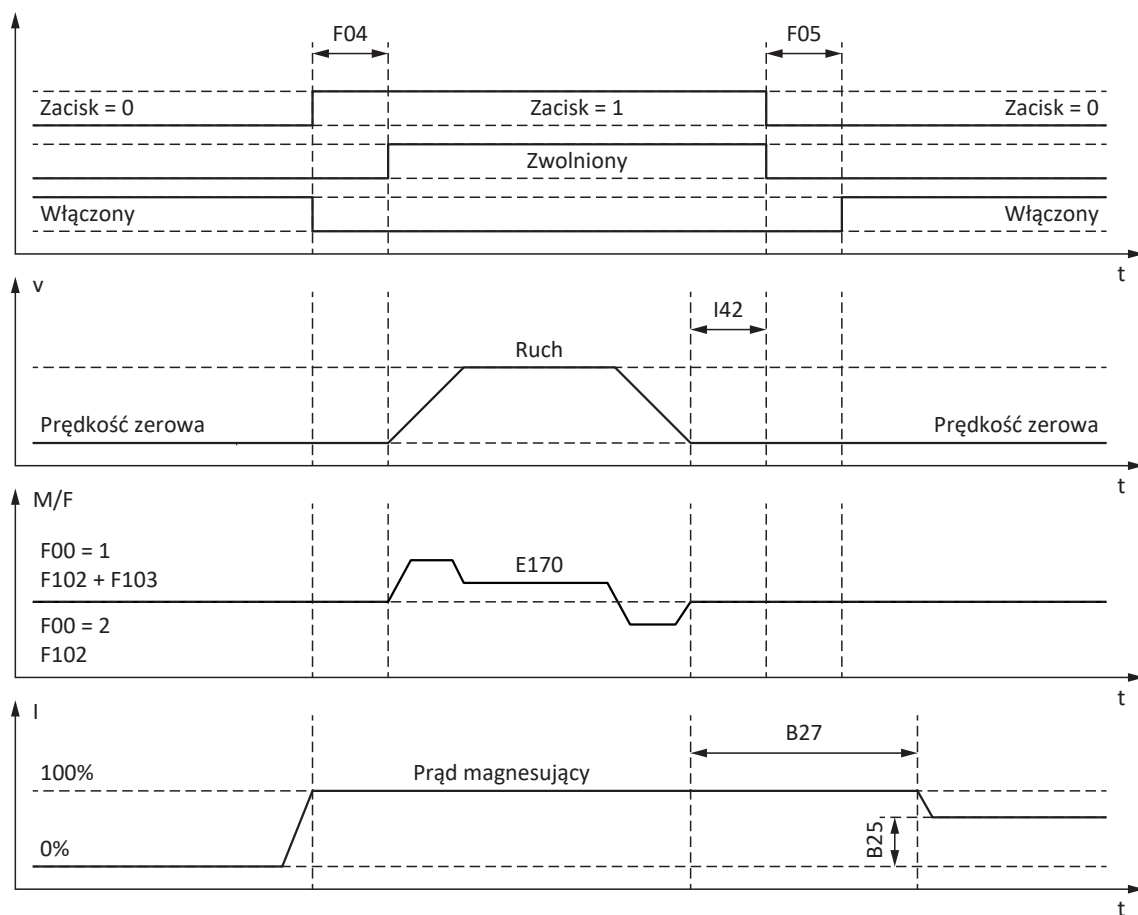 F04
F05
Zacisk = 0
Zacisk = 1
Zacisk = 0
Zwolniony
Włączony
Włączony
t
v
I42
Ruch
Prędkość zerowa
Prędkość zerowa
t
M/F
F00 = 1
F102 + F103
E170
F00 = 2
F102
t
I
B27
100%
Prąd magnesujący
B25
0%
t